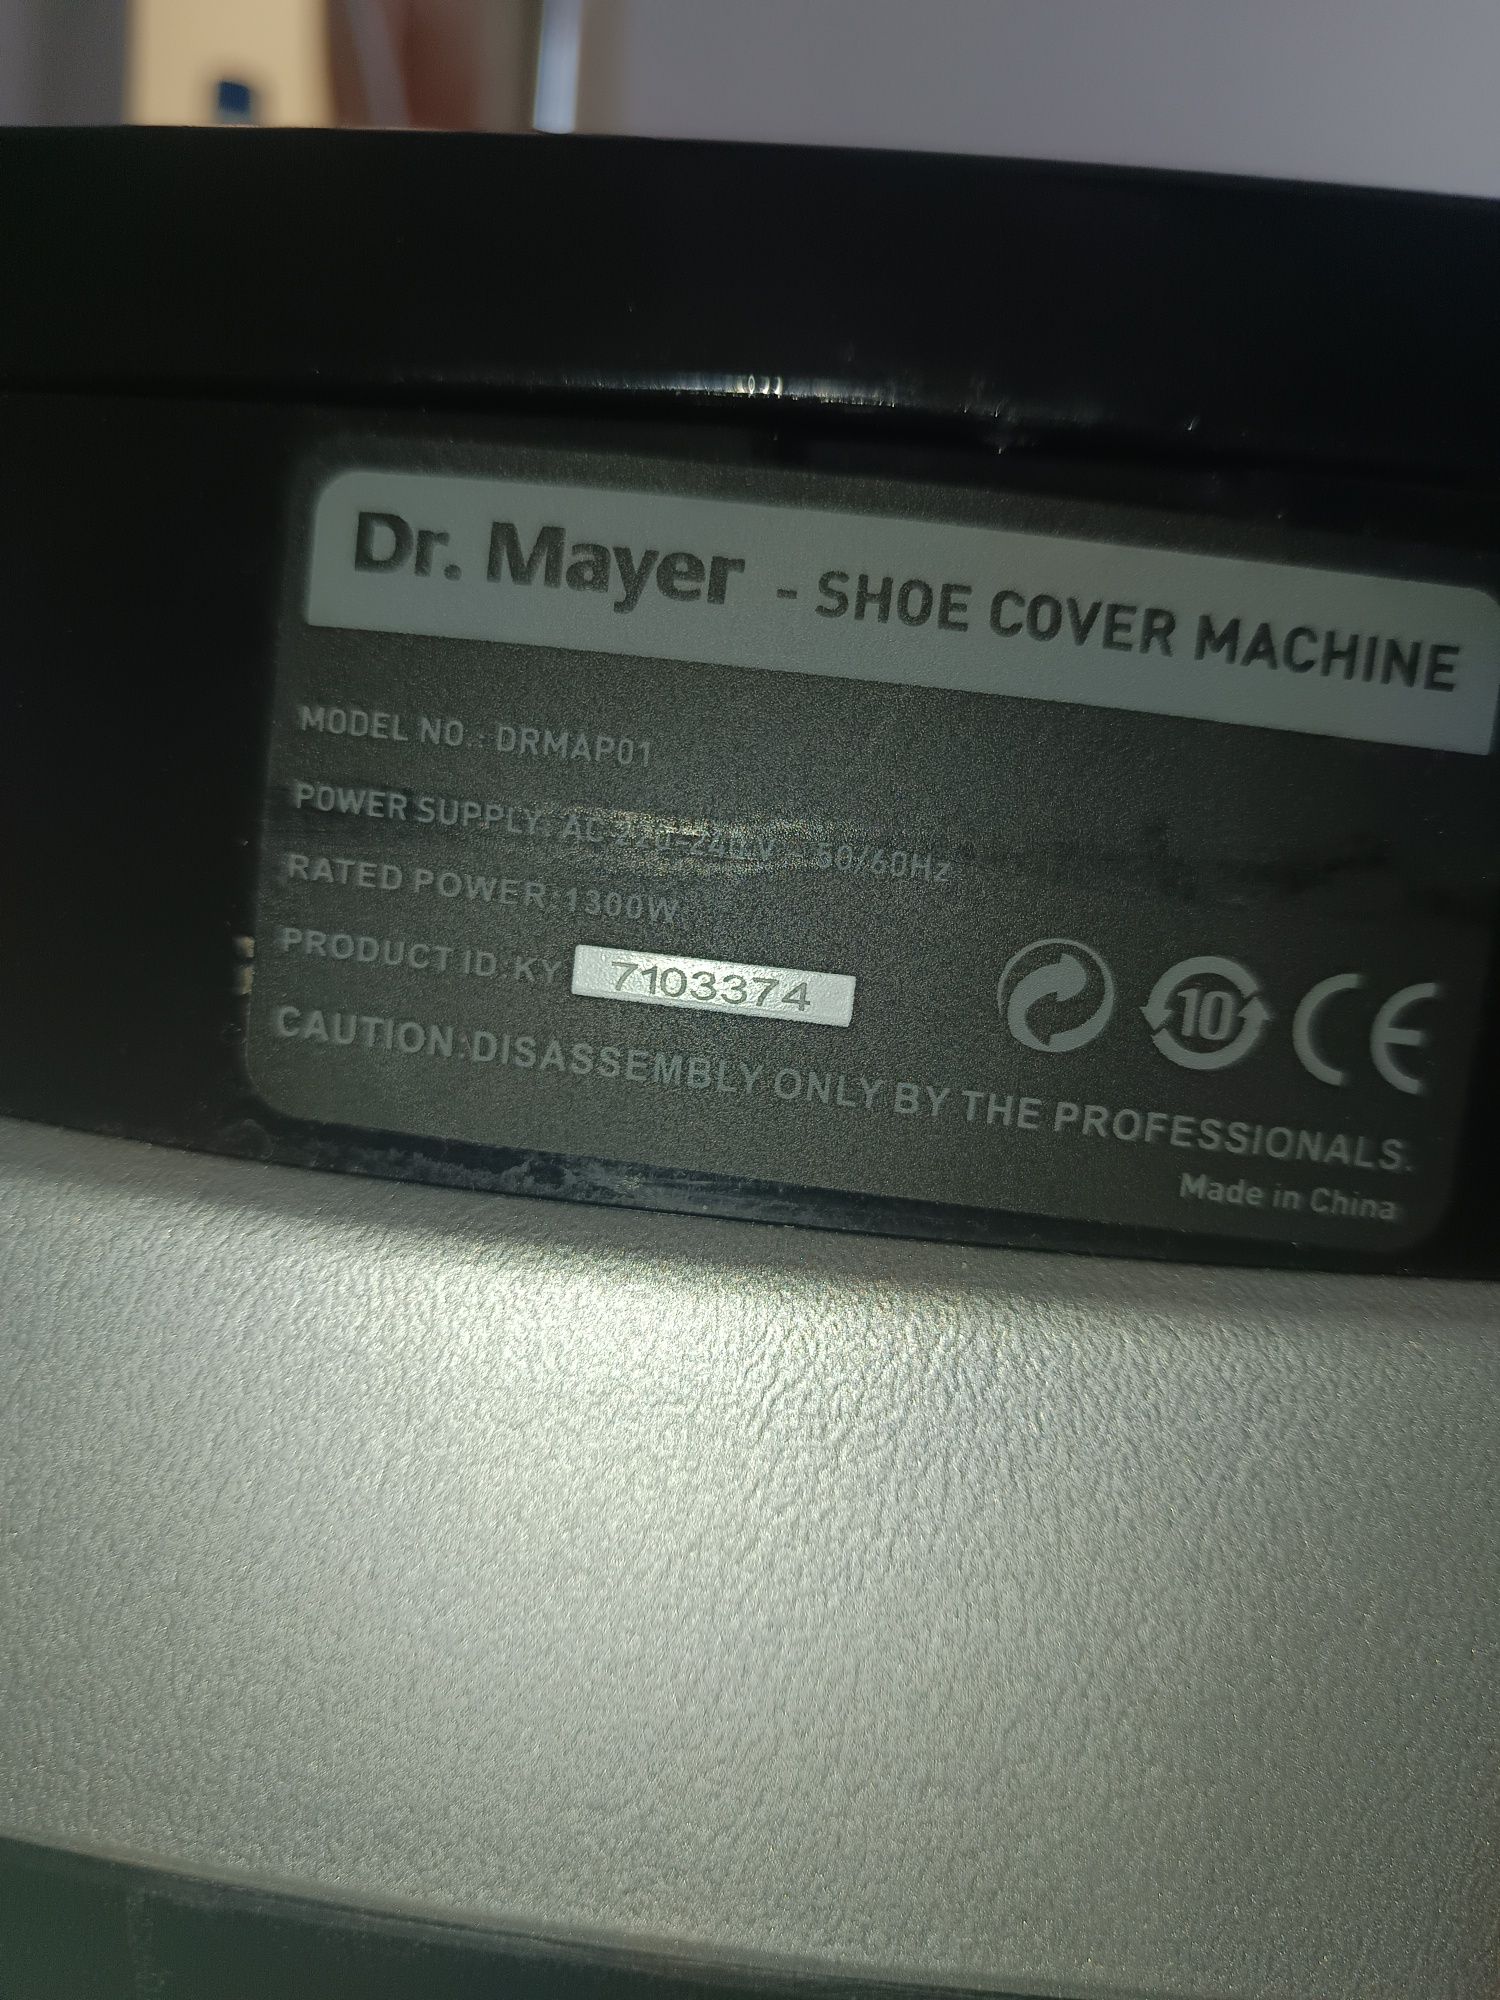 Dr. Mayer - SHOE COVER MACHINE
MODEL NO.: DRMAP01
POWER SUPPLY: AC 220-240 V ~ 50/60Hz
RATED POWER:1300W
PRODUCT ID: KY 7103374
10 CE
CAUTION:DISASSEMBLY ONLY BY THE PROFESSIONALS.
Made in China